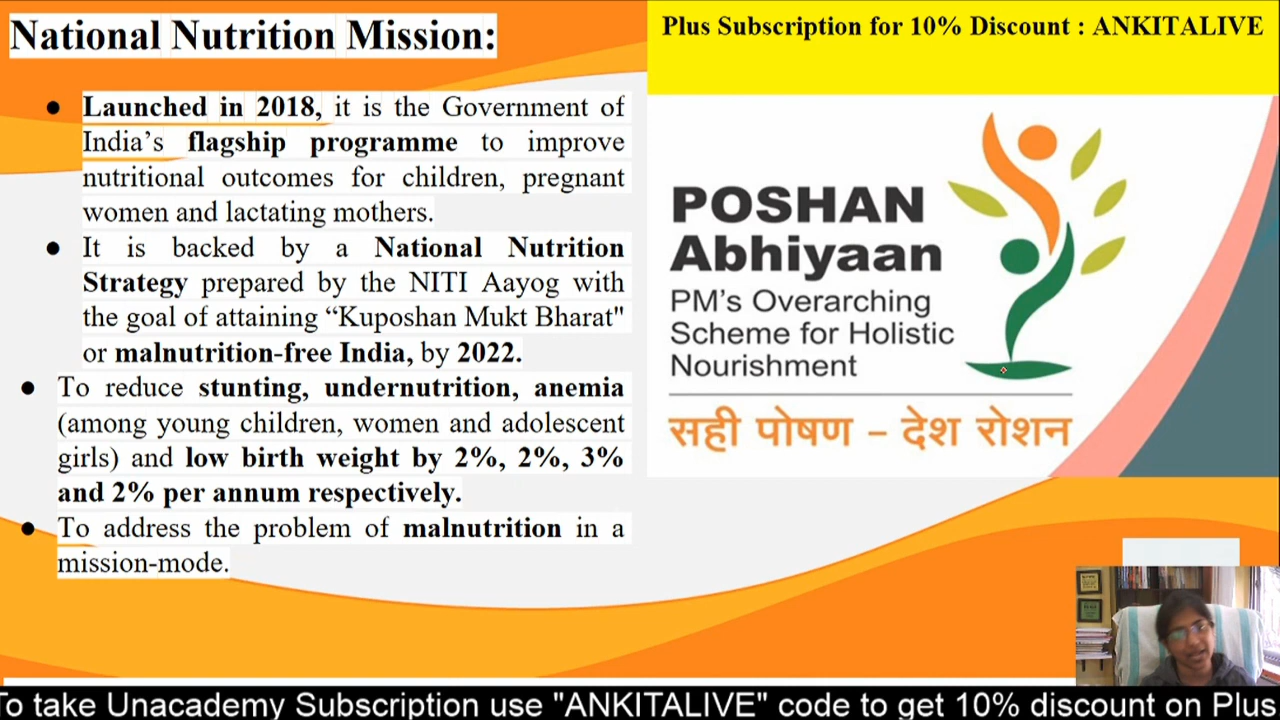 National Nutrition Mission:
Plus Subscription for 10% Discount : ANKITALIVE
● Launched in 2018, it is the Government of
India’s flagship programme to improve
nutritional outcomes for children, pregnant
women and lactating mothers.
● It is backed by a National Nutrition
Strategy prepared by the NITI Aayog with
the goal of attaining “Kuposhan Mukt Bharat"
or malnutrition-free India, by 2022.
● To reduce stunting, undernutrition, anemia
(among young children, women and adolescent
girls) and low birth weight by 2%, 2%, 3%
and 2% per annum respectively.
● To address the problem of malnutrition in a
mission-mode.
POSHAN
Abhiyaan
PM's Overarching
Scheme for Holistic
Nourishment
सही पोषण – देश रोशन
To take Unacademy Subscription use "ANKITALIVE" code to get 10% discount on Plus